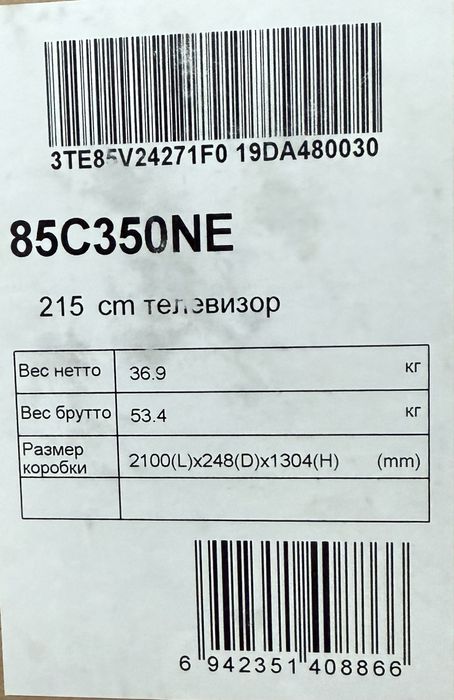 3TE85V24271F0 19DA480030
85C350NE
215 cm телевизор
Вес нетто 36.9 кг
Вес брутто 53.4 кг
Размер коробки 2100(L)x248(D)x1304(H) (mm)
6 942351 408866